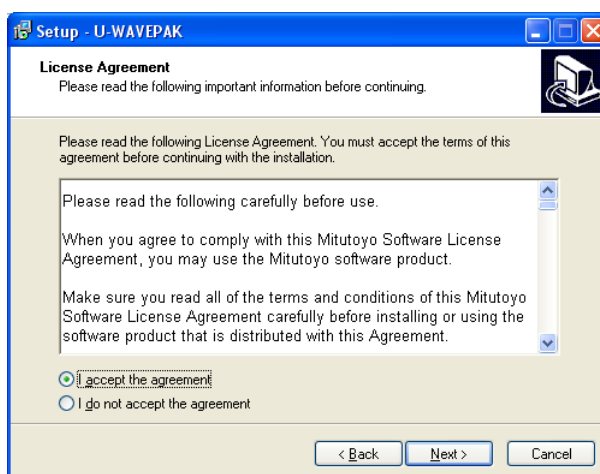 Setup - U-WAVEPAK
License Agreement
Please read the following important information before continuing.
Please read the following License Agreement. You must accept the terms of this
agreement before continuing with the installation.
Please read the following carefully before use.
When you agree to comply with this Mitutoyo Software License
Agreement, you may use the Mitutoyo software product.
Make sure you read all of the terms and conditions of this Mitutoyo
Software License Agreement carefully before installing or using the
software product that is distributed with this Agreement.
I accept the agreement
I do not accept the agreement
< Back
Next >
Cancel